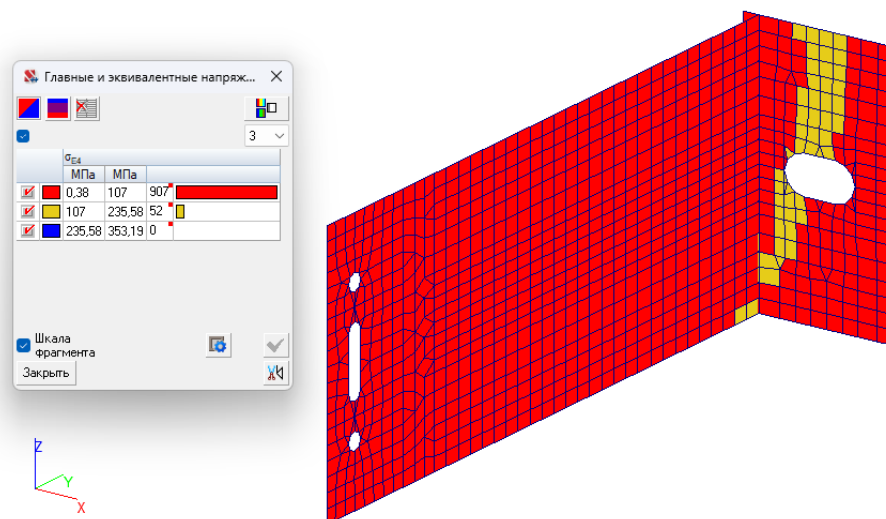 Главные и эквивалентные напряж...
3
σE4
МПа МПа
0,38 107 907
107 235,58 52
235,58 353,19 0
Шкала
фрагмента
Закрыть
Z
Y
X